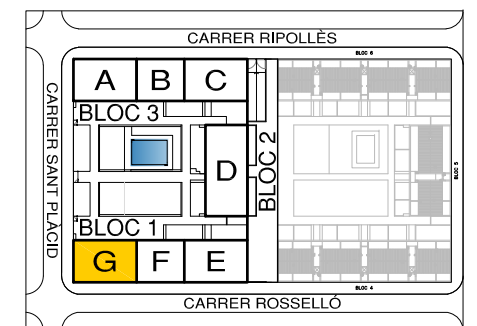 CARRER RIPOLLÈS
BLOC 6
A B C
BLOC 3
CARRER SANT PLÀCID
D
BLOC 2
BLOC 5
BLOC 1
G F E
BLOC 4
CARRER ROSSELLÓ